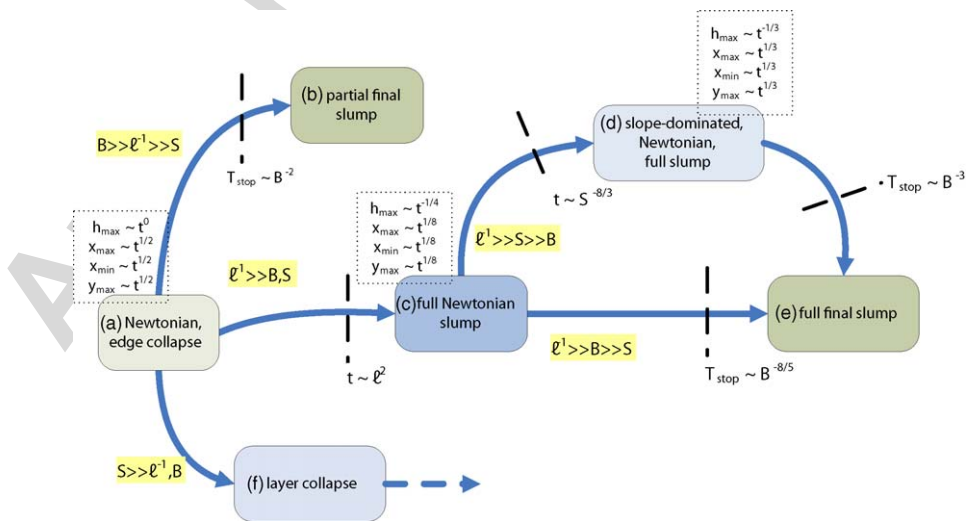 h_max ~ t^-1/3
x_max ~ t^1/3
x_min ~ t^1/3
y_max ~ t^1/3
(b) partial final
slump
(d) slope-dominated,
Newtonian,
full slump
B>>ℓ^-1>>S
T_stop ~ B^-2
t ~ S^-8/3
T_stop ~ B^-3
h_max ~ t^0
x_max ~ t^1/2
x_min ~ t^1/2
y_max ~ t^1/2
h_max ~ t^-1/4
x_max ~ t^1/8
x_min ~ t^1/8
y_max ~ t^1/8
ℓ^1>>S>>B
ℓ^1>>B,S
(a) Newtonian,
edge collapse
(c) full Newtonian
slump
(e) full final slump
ℓ^1>>B>>S
t ~ ℓ^2
T_stop ~ B^-8/5
S>>ℓ^-1,B
(f) layer collapse